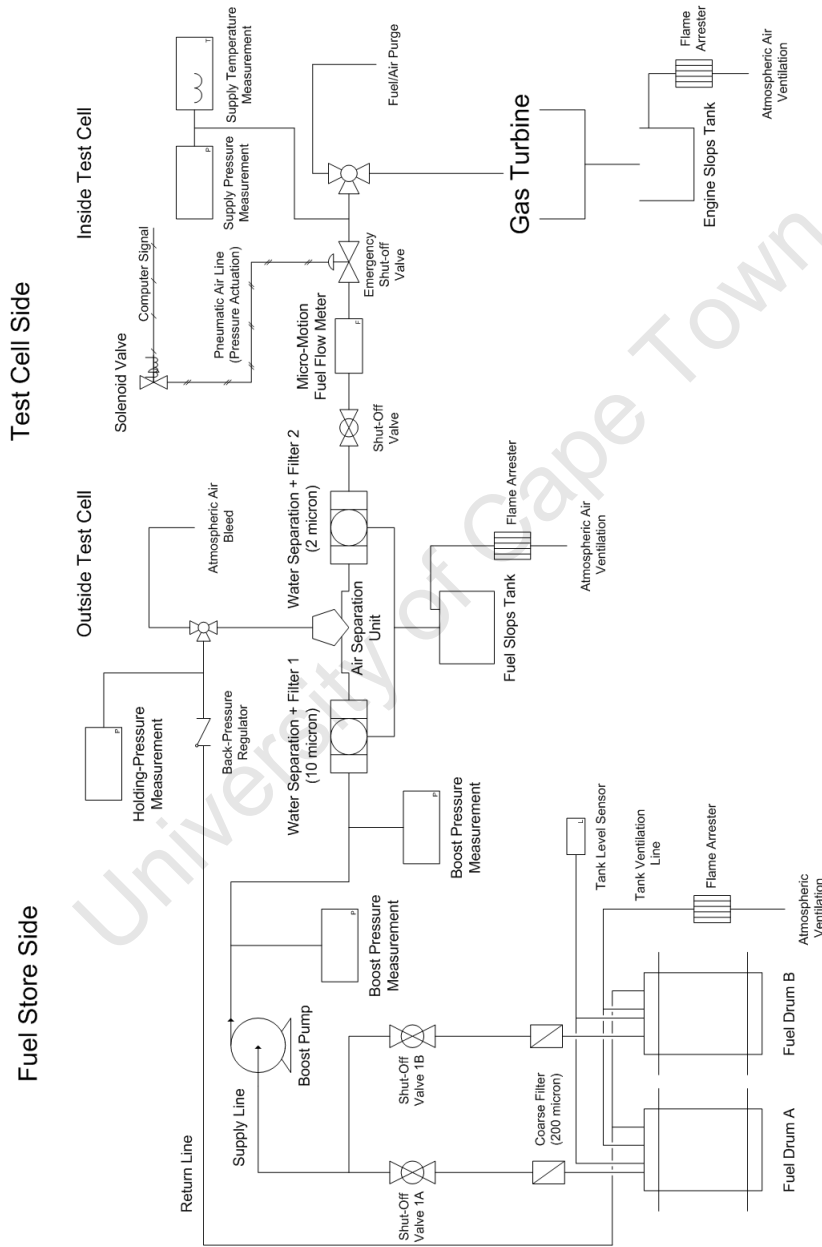 Fuel Store Side
Test Cell Side
Outside Test Cell
Inside Test Cell
Return Line
Supply Line
Boost Pump
Shut-Off
Valve 1A
Shut-Off
Valve 1B
Coarse Filter
(200 micron)
Fuel Drum A
Fuel Drum B
Tank Level Sensor
L
Tank Ventilation
Line
Flame Arrester
Atmospheric
Ventilation
Boost Pressure
Measurement
P
Boost Pressure
Measurement
P
Holding-Pressure
Measurement
P
Back-Pressure
Regulator
Atmospheric Air
Bleed
Water Separation + Filter 1
(10 micron)
Air Separation
Unit
Water Separation + Filter 2
(2 micron)
Fuel Slops Tank
Flame Arrester
Atmospheric Air
Ventilation
Solenoid Valve
Computer Signal
Pneumatic Air Line
(Pressure Actuation)
Shut-Off
Valve
Micro-Motion
Fuel Flow Meter
F
Emergency
Shut-off
Valve
Supply Pressure
Measurement
P
Supply Temperature
Measurement
T
Fuel/Air Purge
Gas Turbine
Engine Slops Tank
Flame
Arrester
Atmospheric Air
Ventilation
University of Cape Town